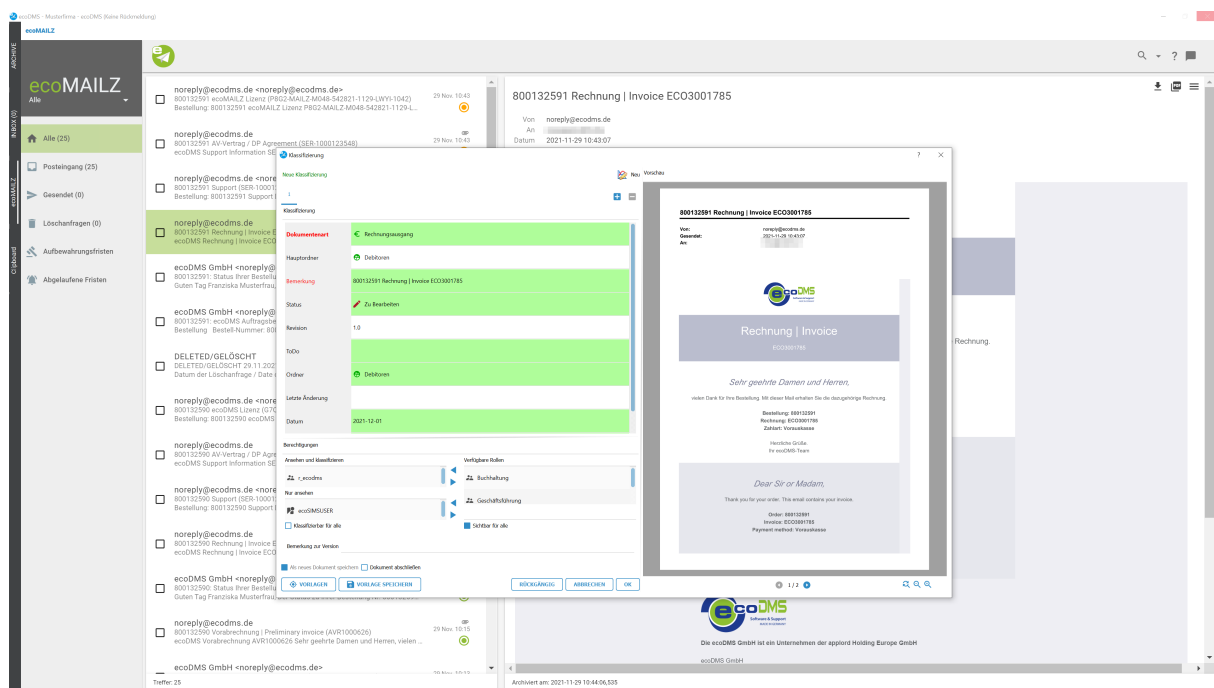 ecoDMS - Musterfirma - ecoDMS (Keine Rückmeldung)
ecoMAILZ
ARCHIVE
INBOX (0)
ecoMAILZ
Clipboard
ecoMAILZ
Alle
Alle (25)
Posteingang (25)
Gesendet (0)
Löschanfragen (0)
Aufbewahrungsfristen
Abgelaufene Fristen
noreply@ecodms.de <noreply@ecodms.de>
800132591 ecoMAILZ Lizenz (P8G2-MAILZ-M048-542821-1129-LWYI-1042)
Bestellung: 800132591 ecoMAILZ Lizenz P8G2-MAILZ-M048-542821-1129-L...
29 Nov. 10:43
noreply@ecodms.de
800132591 AV-Vertrag / DP Agreement (SER-1000123548)
ecoDMS Support Information SE
29 Nov. 10:43
noreply@ecodms.de <nore
800132591 Support (SER-10001
Bestellung: 800132591 Support
noreply@ecodms.de
800132591 Rechnung | Invoice E
ecoDMS Rechnung | Invoice ECO
ecoDMS GmbH <noreply@
800132591: Status Ihrer Bestellu
Guten Tag Franziska Musterfrau,
ecoDMS GmbH <noreply@
800132591: ecoDMS Auftragsbe
Bestellung Bestell-Nummer: 80
DELETED/GELÖSCHT
DELETED/GELÖSCHT 29.11.202
Datum der Löschanfrage / Date
noreply@ecodms.de <nore
800132590 ecoDMS Lizenz (G7C
Bestellung: 800132590 ecoDMS
noreply@ecodms.de
800132590 AV-Vertrag / DP Agre
ecoDMS Support Information SE
noreply@ecodms.de <nore
800132590 Support (SER-10001
Bestellung: 800132590 Support
noreply@ecodms.de
800132590 Rechnung | Invoice E
ecoDMS Rechnung | Invoice ECO
ecoDMS GmbH <noreply@
800132590: Status Ihrer Bestellu
Guten Tag Franziska Musterfrau,
noreply@ecodms.de
800132590 Vorabrechnung | Preliminary invoice (AVR1000626)
ecoDMS Vorabrechnung AVR1000626 Sehr geehrte Damen und Herren, vielen ...
29 Nov. 10:15
ecoDMS GmbH <noreply@ecodms.de>
Treffer: 25
800132591 Rechnung | Invoice ECO3001785
Von noreply@ecodms.de
An
Datum 2021-11-29 10:43:07
Rechnung.
Klassifizierung
Neue Klassifizierung
Neu
Klassifizierung
Dokumentenart Rechnungsausgang
Hauptordner Debitoren
Bemerkung 800132591 Rechnung | Invoice ECO3001785
Status Zu Bearbeiten
Revision 1.0
ToDo
Ordner Debitoren
Letzte Änderung
Datum 2021-12-01
Berechtigungen
Ansehen und klassifizieren
Verfügbare Rollen
r_ecodms
Buchhaltung
Nur ansehen
Geschäftsführung
ecoSIMSUSER
Klassifizierbar für alle
Sichtbar für alle
Bemerkung zur Version
Als neues Dokument speichern
Dokument abschließen
VORLAGEN
VORLAGE SPEICHERN
RÜCKGÄNGIG
ABBRECHEN
OK
Vorschau
800132591 Rechnung | Invoice ECO3001785
Von: noreply@ecodms.de
Gesendet: 2021-11-29 10:43:07
An:
ecoDMS
Rechnung | Invoice
ECO3001785
Sehr geehrte Damen und Herren,
vielen Dank für Ihre Bestellung. Mit dieser Mail erhalten Sie die dazugehörige Rechnung.
Bestellung: 800132591
Rechnung: ECO3001785
Zahlart: Vorauskasse
Herzliche Grüße
Ihr ecoDMS-Team
Dear Sir or Madam,
Thank you for your order. This email contains your invoice.
Order: 800132591
Invoice: ECO3001785
Payment method: Vorauskasse
1 / 2
ecoDMS
Software & Support
MADE IN GERMANY
Die ecoDMS GmbH ist ein Unternehmen der applord Holding Europe GmbH
ecoDMS GmbH
Archiviert am: 2021-11-29 10:44:06,535